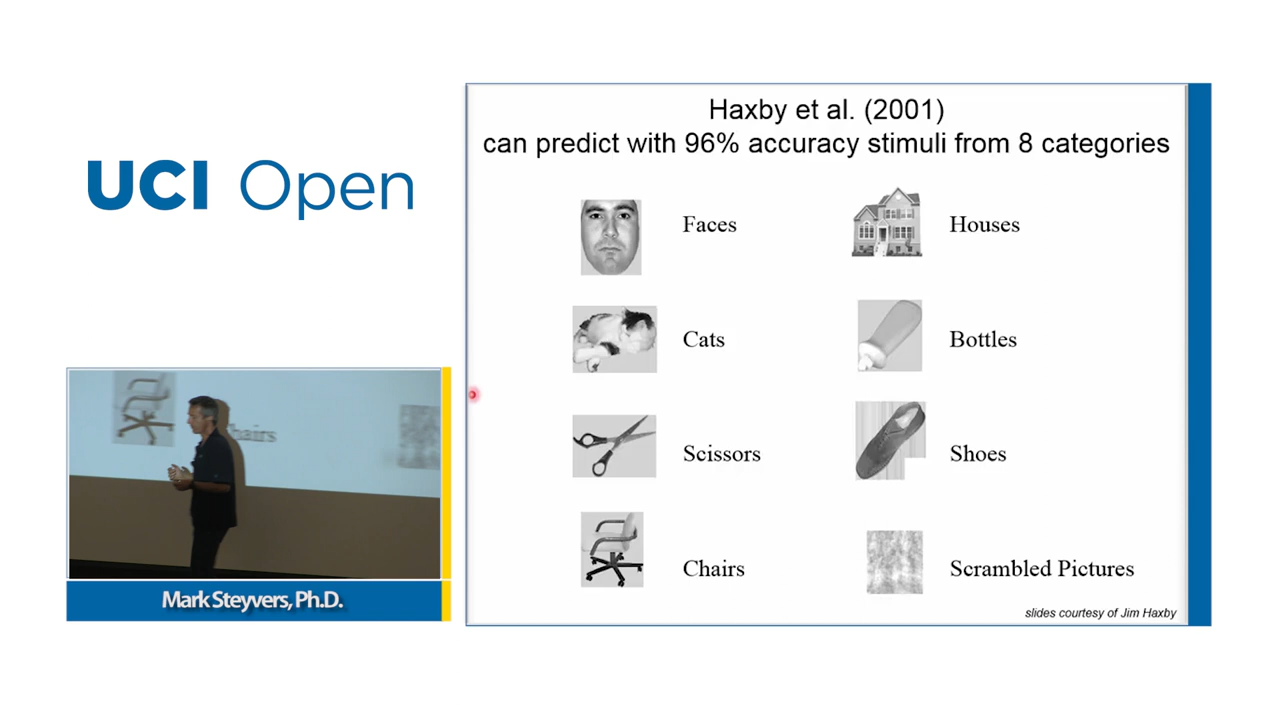 UCI Open
Haxby et al. (2001)
can predict with 96% accuracy stimuli from 8 categories
Faces
Houses
Cats
Bottles
Scissors
Shoes
Chairs
Scrambled Pictures
slides courtesy of Jim Haxby
hairs
Mark Steyvers, Ph.D.